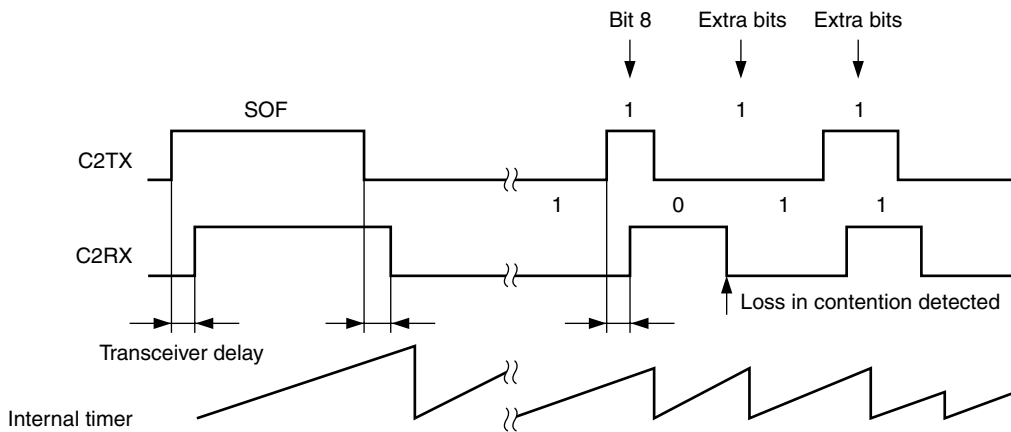 Bit 8
Extra bits
Extra bits
SOF
1
1
1
C2TX
1
0
1
1
C2RX
Loss in contention detected
Transceiver delay
Internal timer